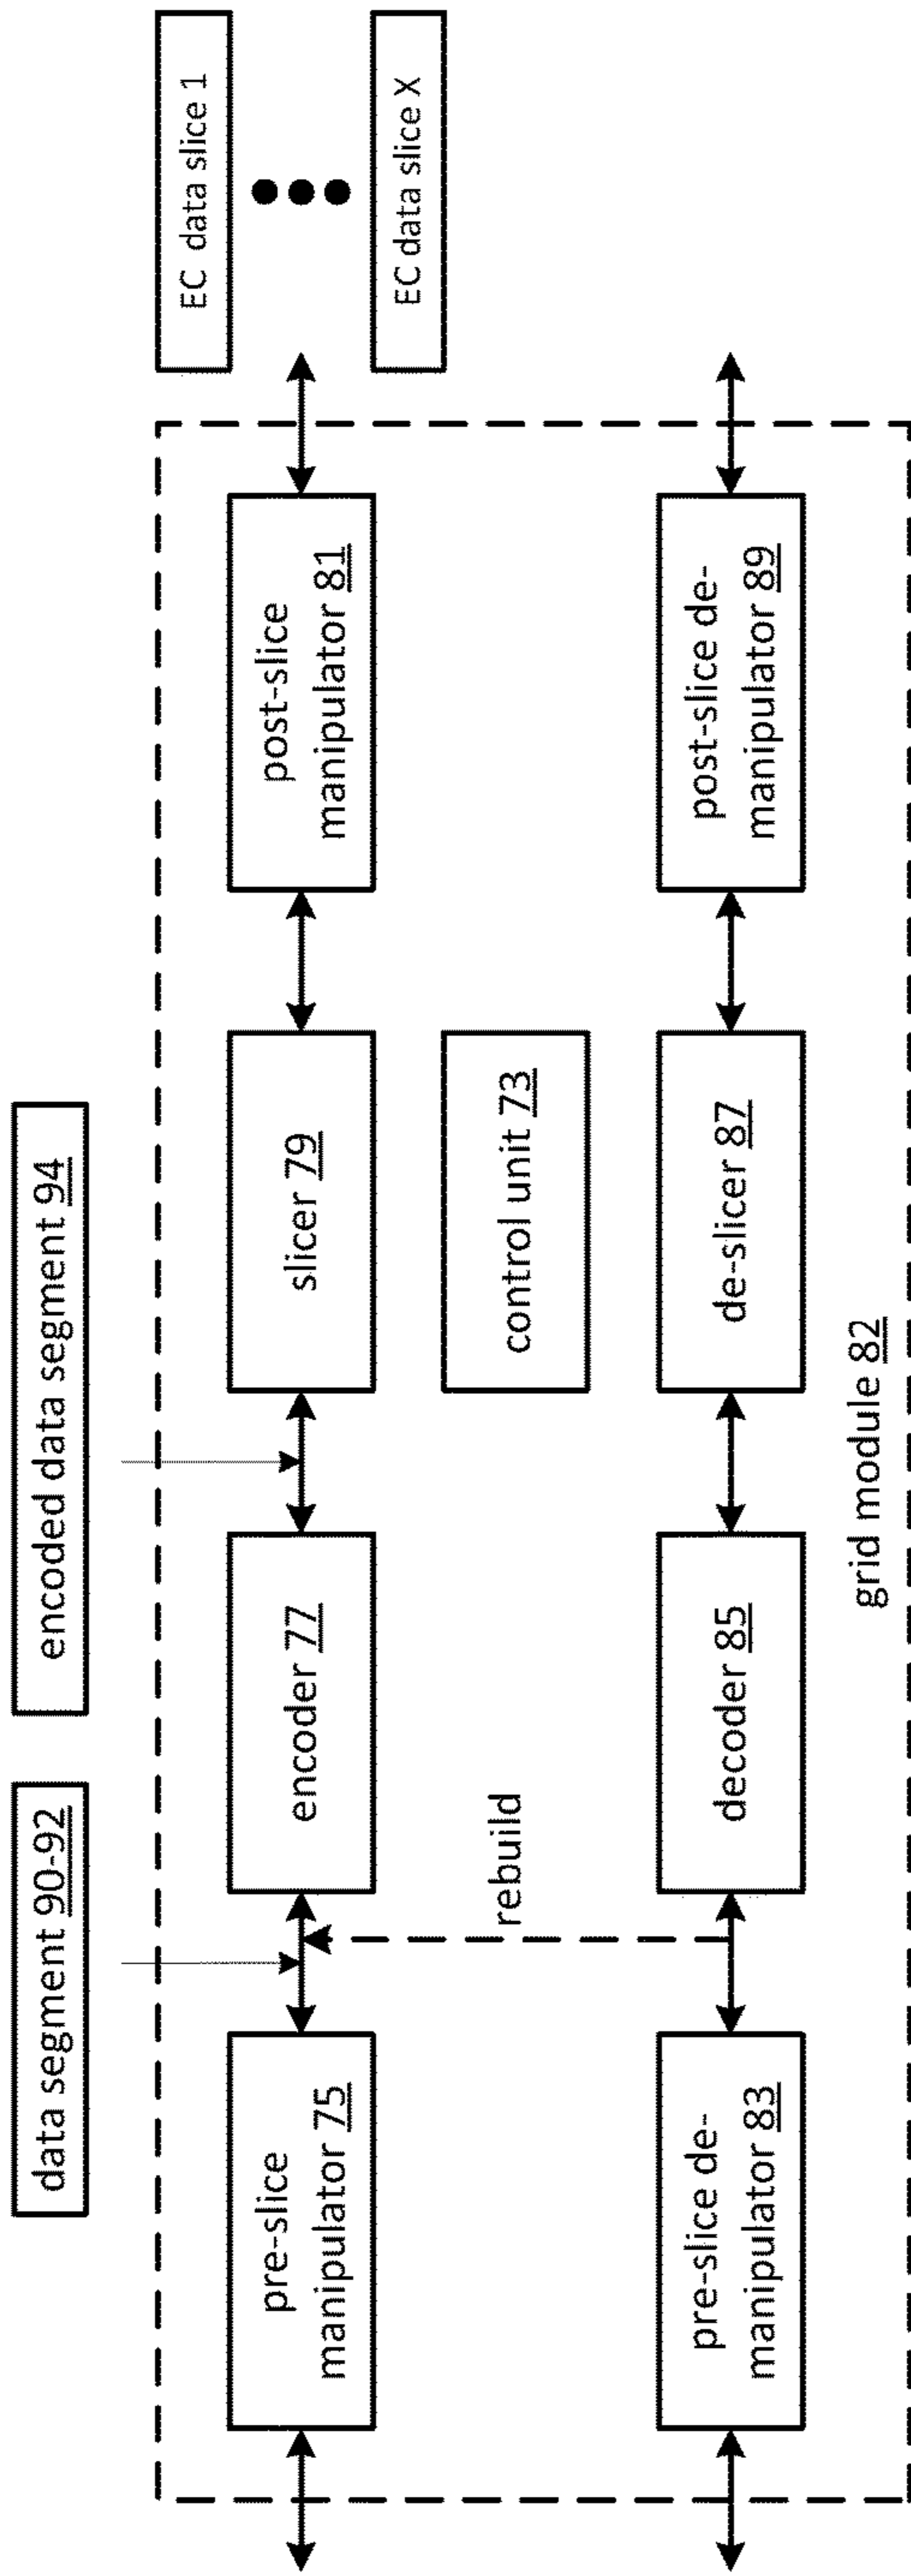 data segment 90-92
encoded data segment 94
pre-slice
manipulator 75
encoder 77
slicer 79
post-slice
manipulator 81
EC data slice 1
EC data slice X
rebuild
control unit 73
pre-slice de-
manipulator 83
decoder 85
de-slicer 87
post-slice de-
manipulator 89
grid module 82